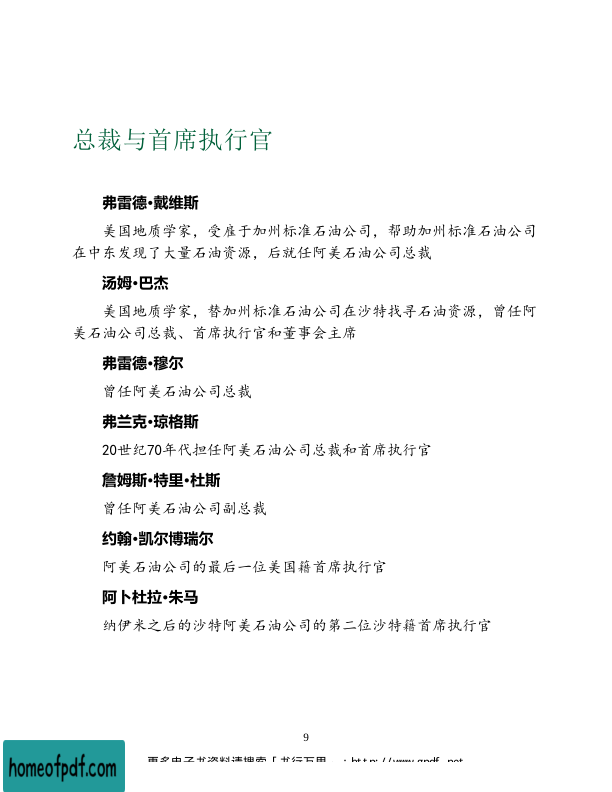 总裁与首席执行官
弗雷德•戴维斯
美国地质学家，受雇于加州标准石油公司，帮助加州标准石油公司
在中东发现了大量石油资源，后就任阿美石油公司总裁
汤姆•巴杰
美国地质学家，替加州标准石油公司在沙特找寻石油资源，曾任阿
美石油公司总裁、首席执行官和董事会主席
弗雷德•穆尔
曾任阿美石油公司总裁
弗兰克•琼格斯
20世纪70年代担任阿美石油公司总裁和首席执行官
詹姆斯•特里•杜斯
曾任阿美石油公司副总裁
约翰•凯尔博瑞尔
阿美石油公司的最后一位美国籍首席执行官
阿卜杜拉•朱马
纳伊米之后的沙特阿美石油公司的第二位沙特籍首席执行官
9
更多电子书资料请搜索「书行万里
homeofpdf.com